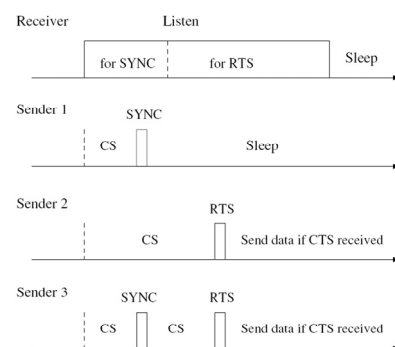 Receiver Listen
for SYNC for RTS Sleep
Sender 1
SYNC
CS Sleep
Sender 2
RTS
CS Send data if CTS received
Sender 3
SYNC RTS
CS CS Send data if CTS received